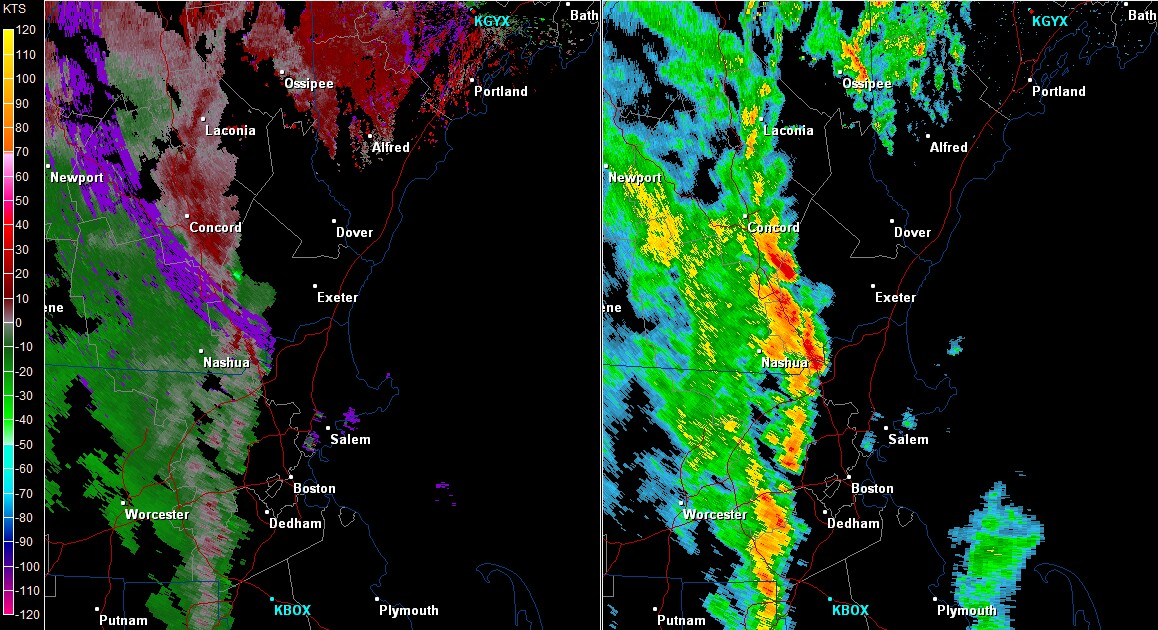 KTS
120
110
100
90
80
70
60
50
40
30
20
10
0
-10
-20
-30
-40
-50
-60
-70
-80
-90
-100
-110
-120
KGYX
Bath
Ossipee
Portland
Laconia
Alfred
Newport
Concord
Dover
Exeter
ene
Nashua
Salem
Boston
Worcester
Dedham
KBOX
Plymouth
Putnam
KGYX
Bath
Ossipee
Portland
Laconia
Alfred
Newport
Concord
Dover
Exeter
ene
Nashua
Salem
Boston
Worcester
Dedham
KBOX
Plymouth
Putnam